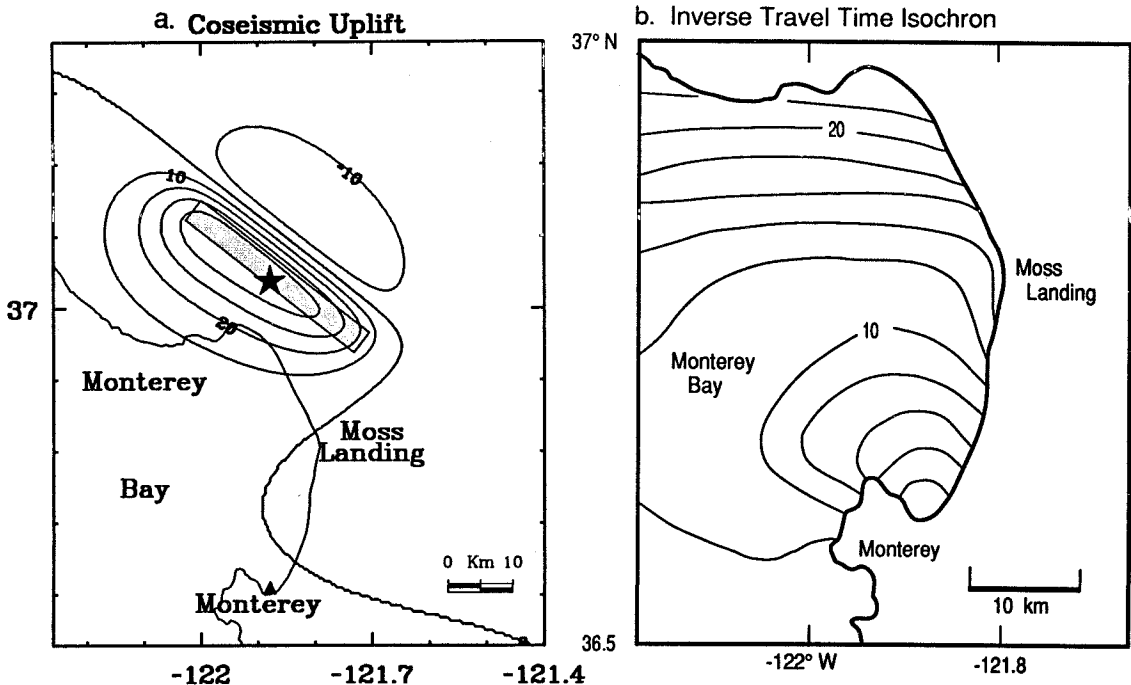 a. Coseismic Uplift
10
-10
20
37
Monterey
Bay
Moss
Landing
0 Km 10
Monterey
-122
-121.7
-121.4
b. Inverse Travel Time Isochron
37° N
20
Moss
Landing
10
Monterey
Bay
Monterey
10 km
36.5
-122° W
-121.8